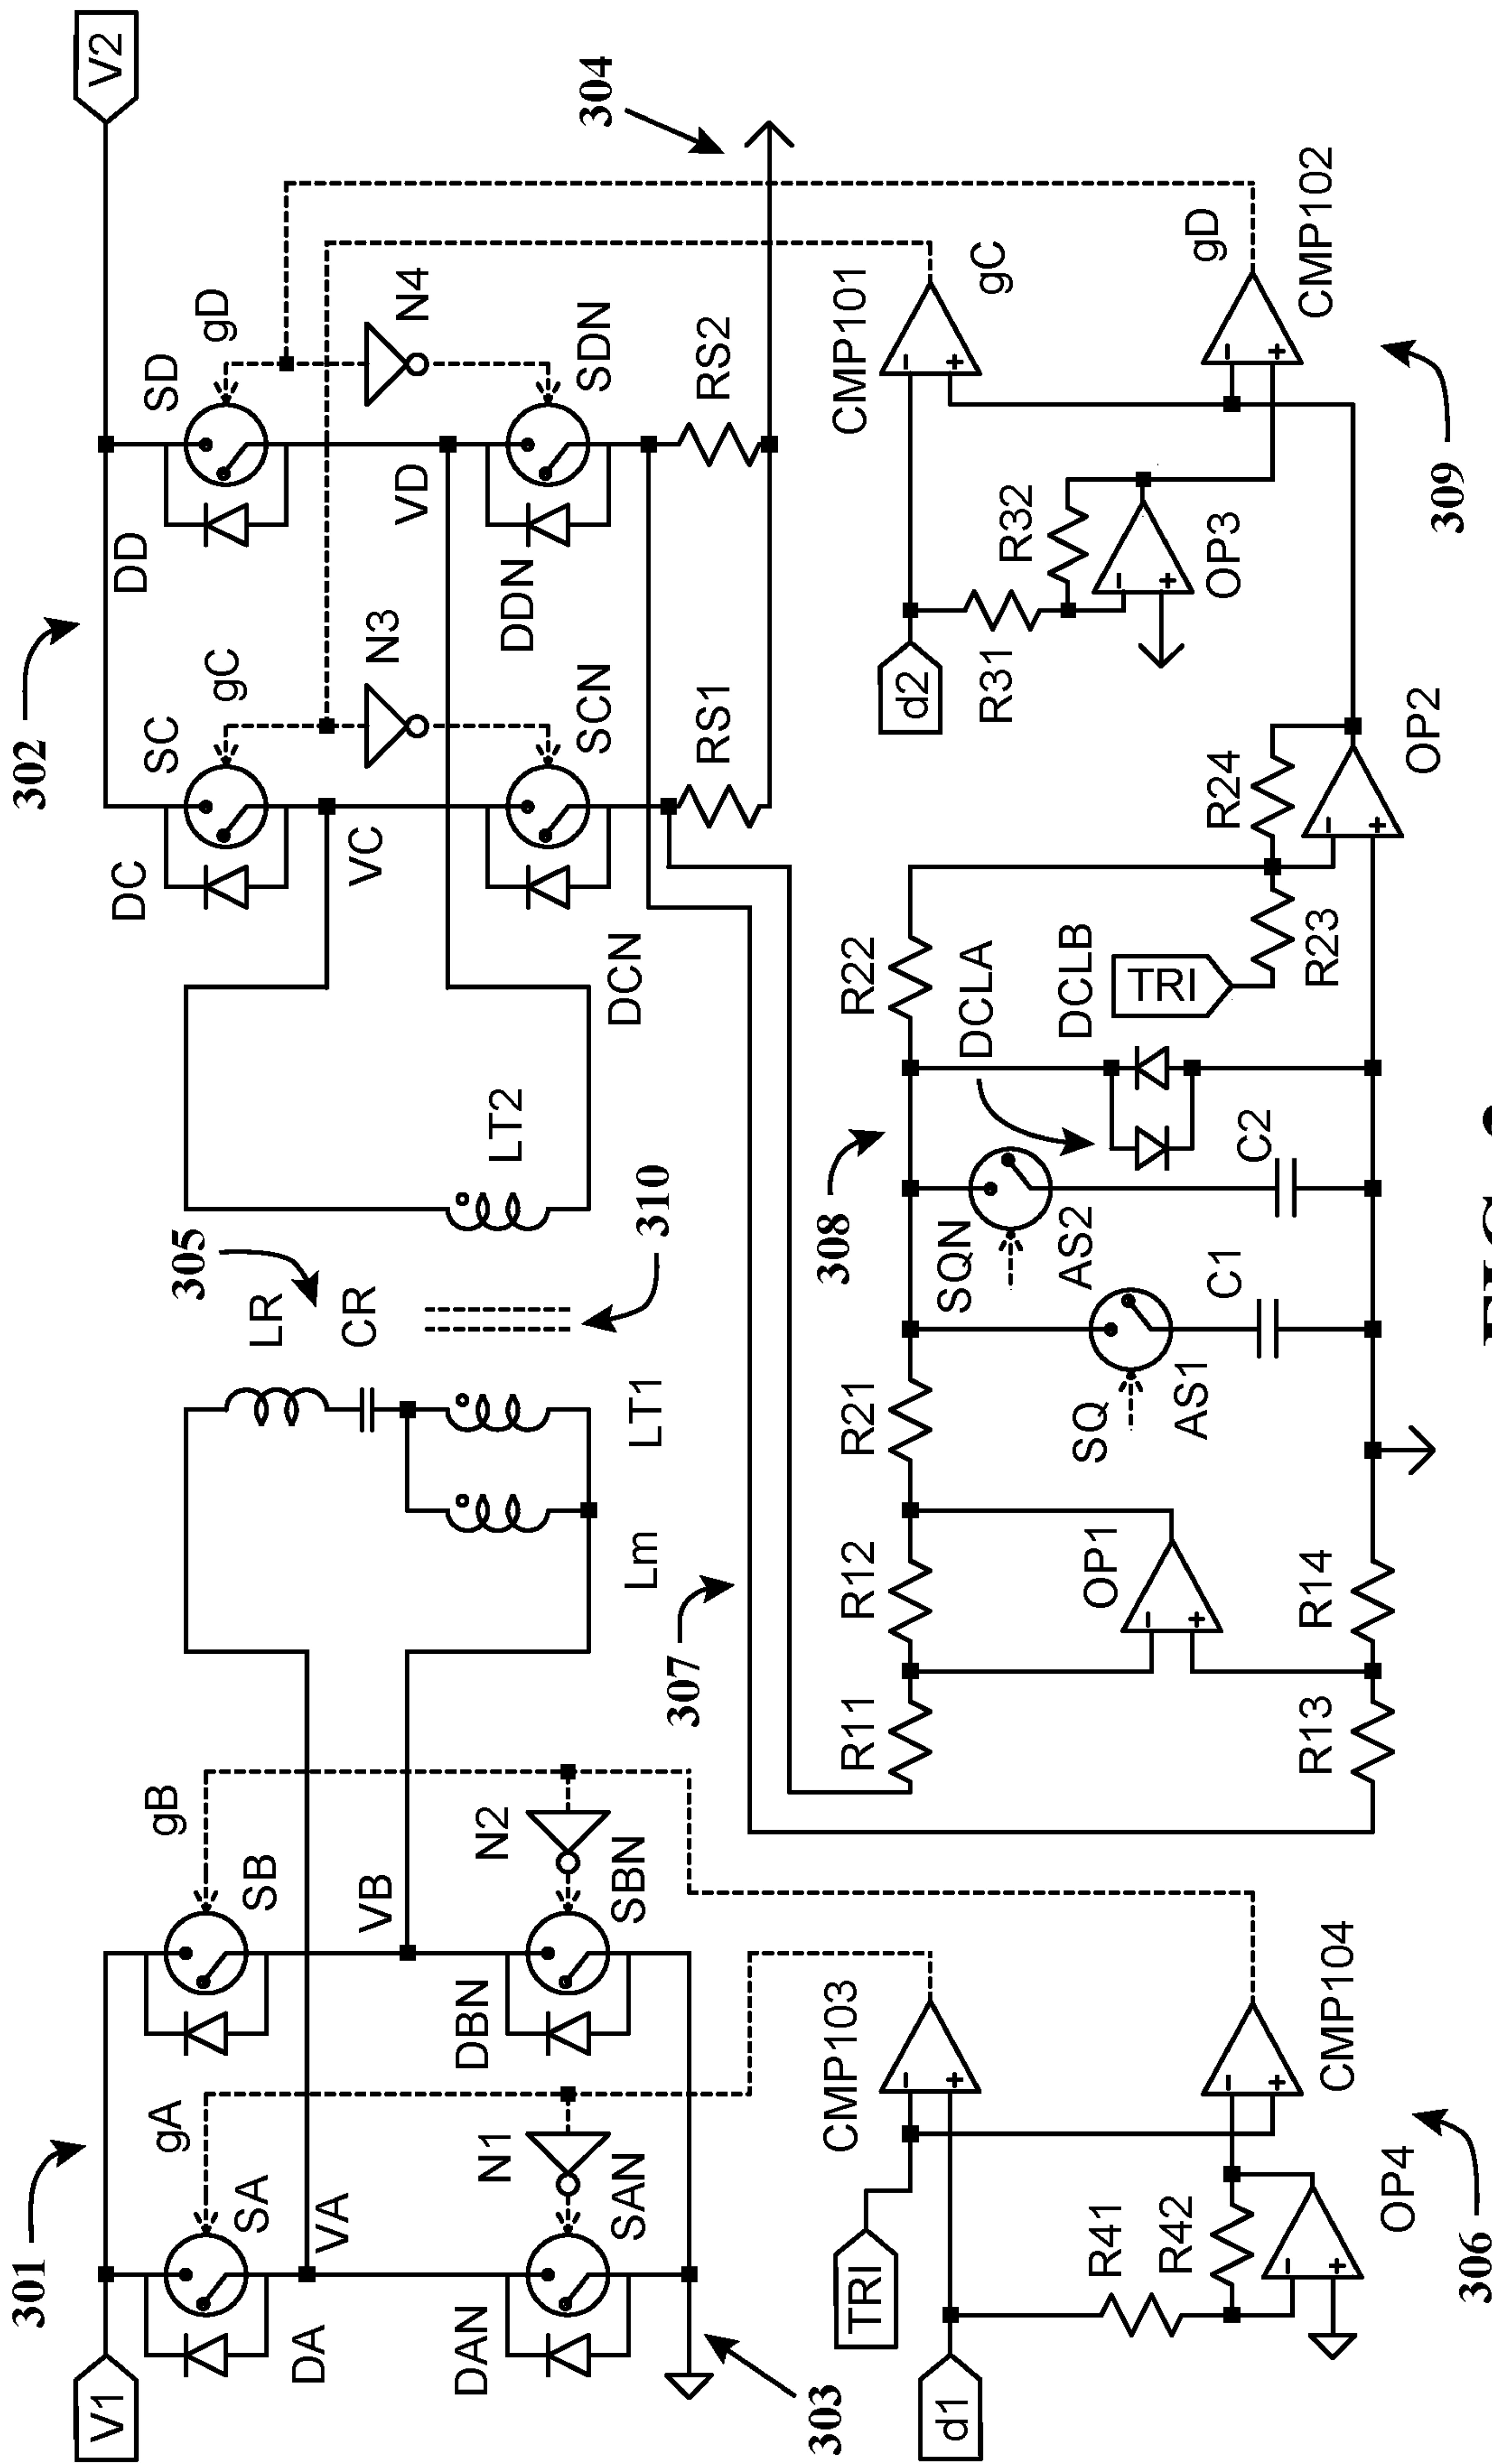 301
302
V1
V2
gA
gB
DC
SC
gC
DD
SD
gD
SA
SB
DA
VA
LR
305
VC
N3
N4
VB
CR
VD
DAN
N1
DBN
N2
LT2
DDN
SAN
SBN
SCN
SDN
304
Lm
LT1
310
DCN
307
RS1
RS2
303
CMP103
R11
R12
R21
308
R22
CMP101
TRI
d2
d1
SQN
DCLA
gC
R31
R32
R41
OP1
SQ
AS2
DCLB
R42
AS1
TRI
C1
C2
R24
OP3
gD
R13
R14
R23
CMP104
CMP102
OP4
OP2
306
309